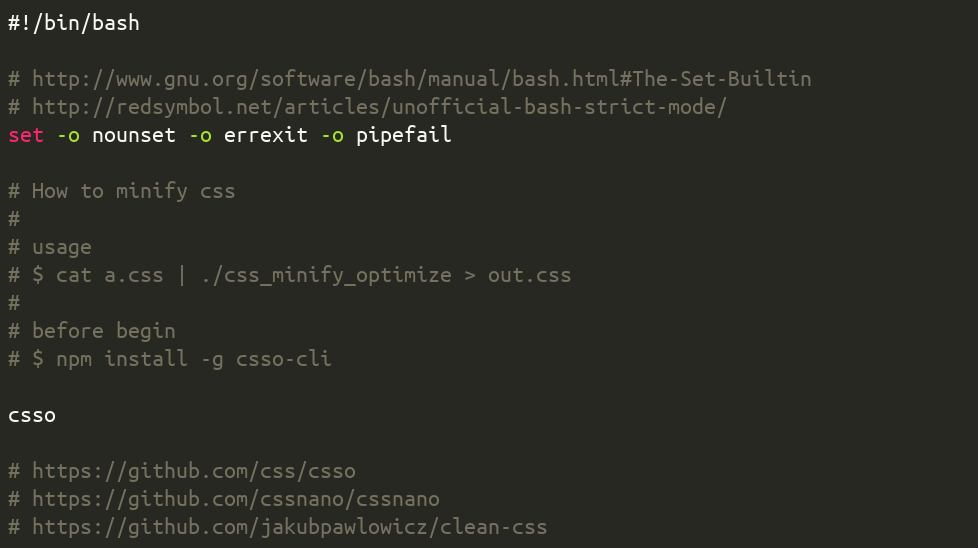 #!/bin/bash

# http://www.gnu.org/software/bash/manual/bash.html#The-Set-Builtin
# http://redsymbol.net/articles/unofficial-bash-strict-mode/
set -o nounset -o errexit -o pipefail

# How to minify css
#
# usage
# $ cat a.css | ./css_minify_optimize > out.css
#
# before begin
# $ npm install -g csso-cli

csso

# https://github.com/css/csso
# https://github.com/cssnano/cssnano
# https://github.com/jakubpawlowicz/clean-css